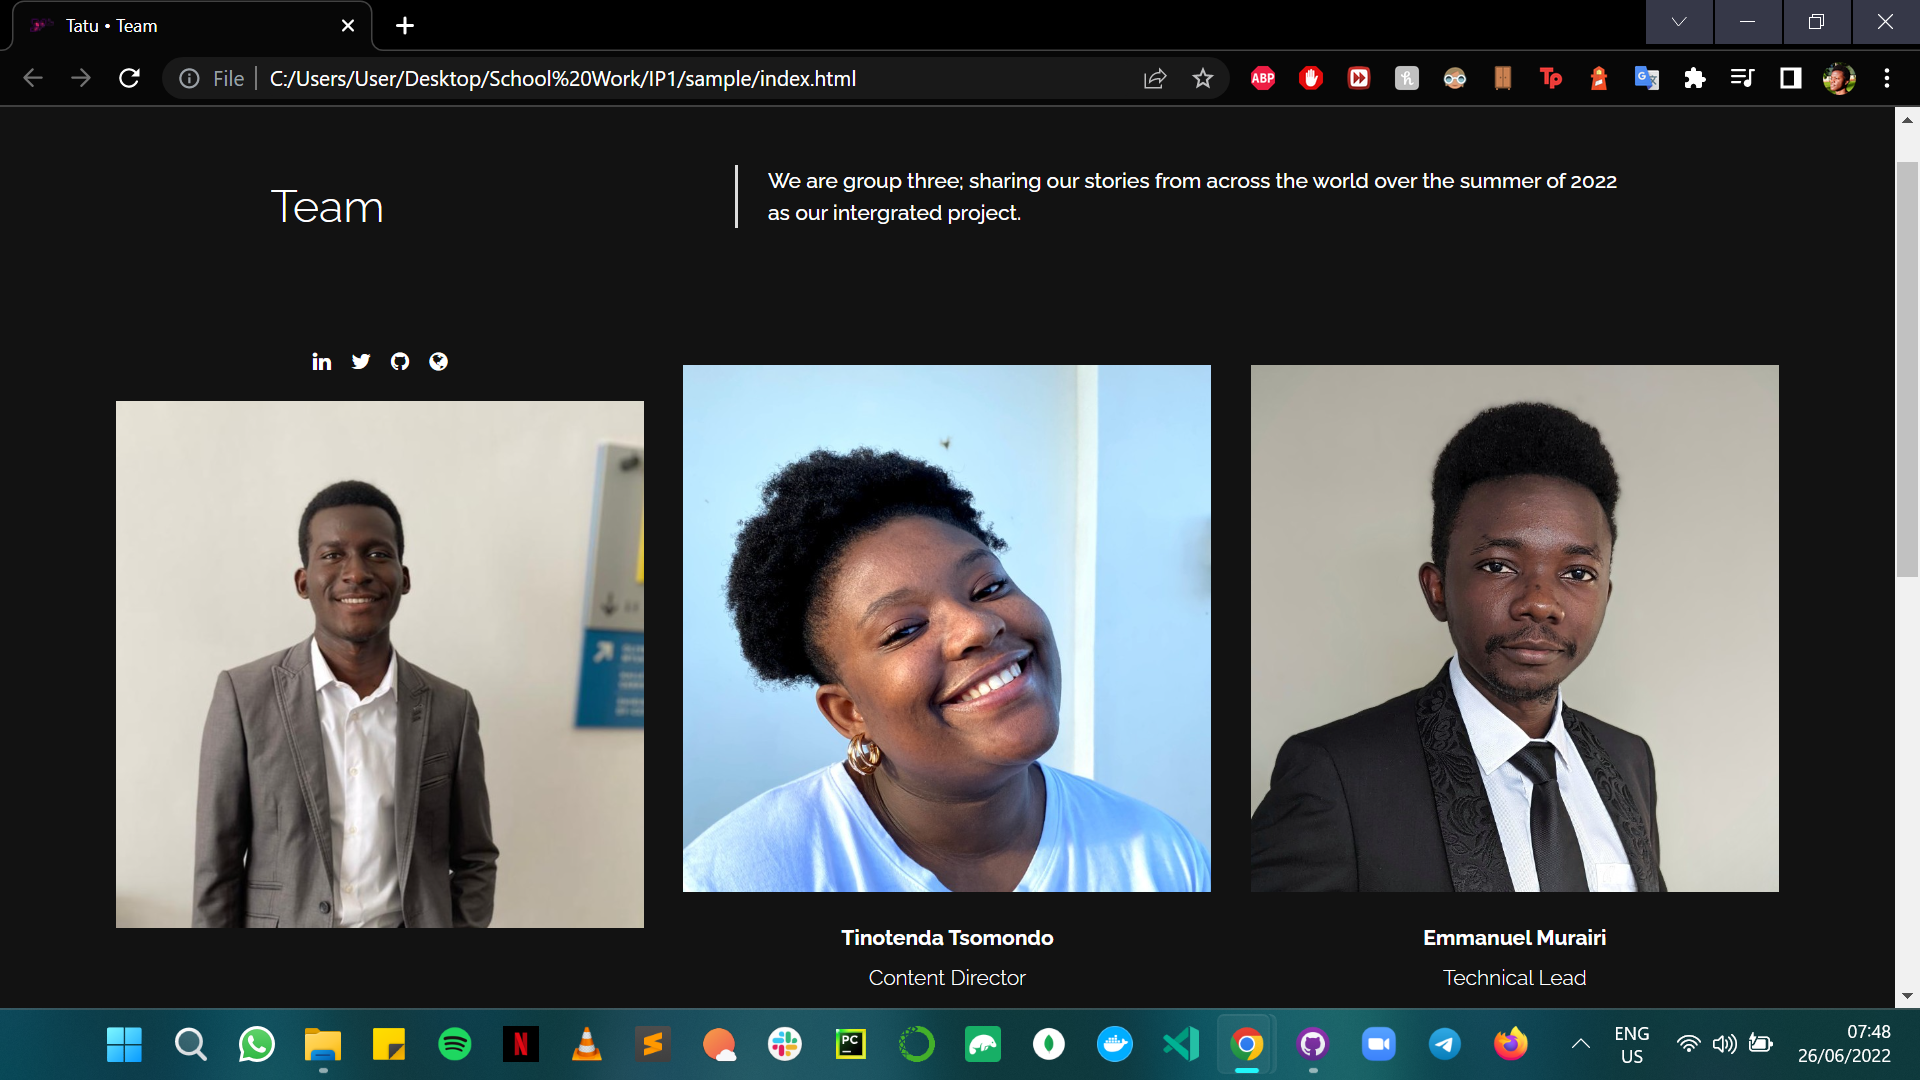 Tatu • Team
File
C:/Users/User/Desktop/School%20Work/IP1/sample/index.html
ABP
Tp
Team
We are group three; sharing our stories from across the world over the summer of 2022
as our intergrated project.
in
Tinotenda Tsomondo
Content Director
Emmanuel Murairi
Technical Lead
N
PC
ENG
US
07:48
26/06/2022